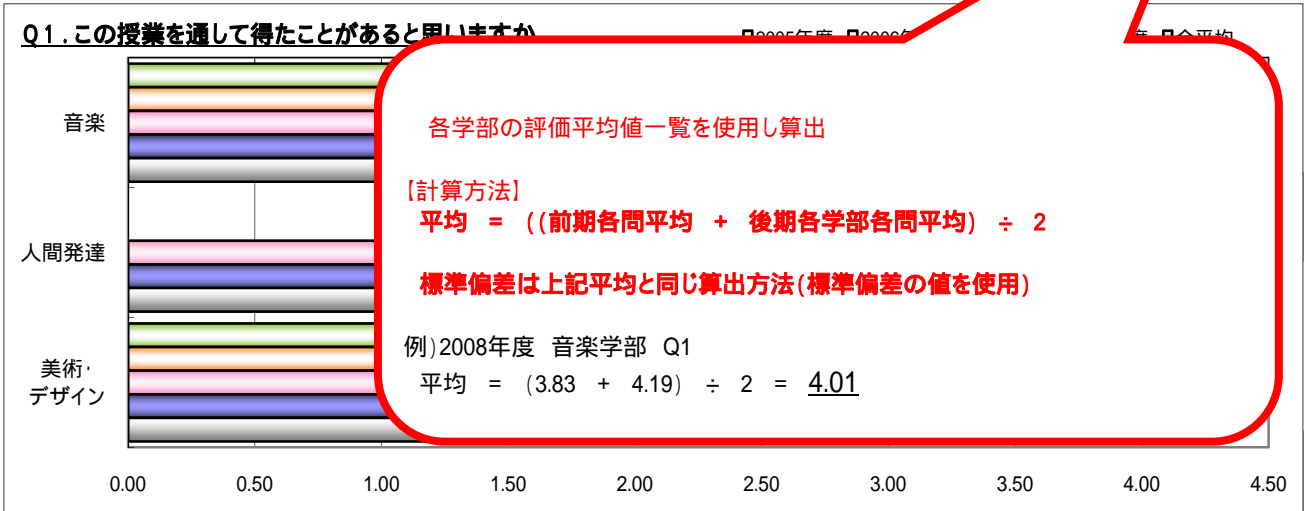 Q1.この授業を通して得たことがあると思いますか
2005年度
音楽
人間発達
美術・
デザイン
各学部の評価平均値一覧を使用し算出
【計算方法】
平均 = ((前期各問平均 + 後期各学部各問平均) ÷ 2
標準偏差は上記平均と同じ算出方法(標準偏差の値を使用)
例)2008年度 音楽学部 Q1
平均 = (3.83 + 4.19) ÷ 2 = 4.01
0.00 0.50 1.00 1.50 2.00 2.50 3.00 3.50 4.00 4.50